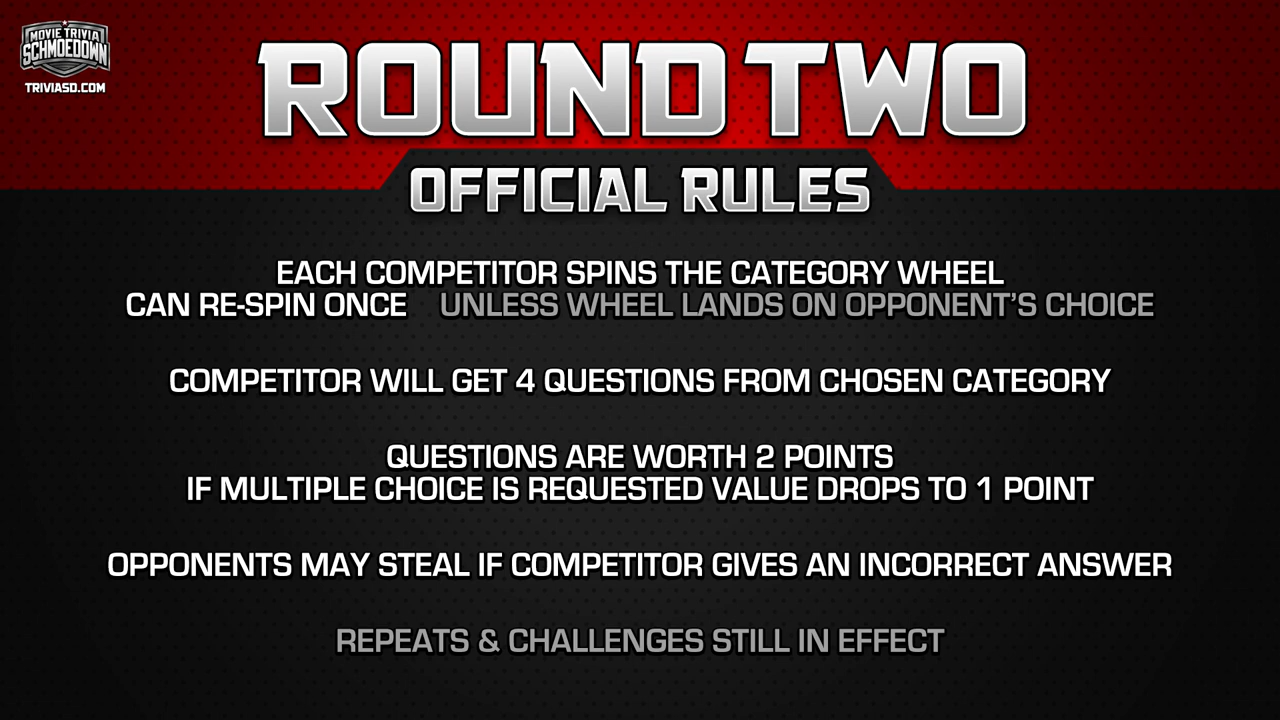 MOVIE TRIVIA
SCHMOEDOWN
TRIVIASD.COM
ROUND TWO
OFFICIAL RULES
EACH COMPETITOR SPINS THE CATEGORY WHEEL
CAN RE-SPIN ONCE UNLESS WHEEL LANDS ON OPPONENT'S CHOICE
COMPETITOR WILL GET 4 QUESTIONS FROM CHOSEN CATEGORY
QUESTIONS ARE WORTH 2 POINTS
IF MULTIPLE CHOICE IS REQUESTED VALUE DROPS TO 1 POINT
OPPONENTS MAY STEAL IF COMPETITOR GIVES AN INCORRECT ANSWER
REPEATS & CHALLENGES STILL IN EFFECT